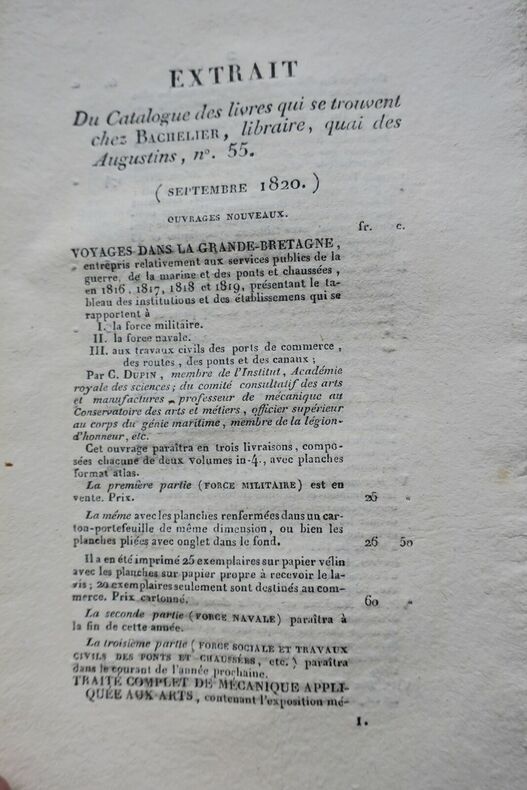 EXTRAIT
Du Catalogue des livres qui se trouvent
chez BACHELIER, libraire, quai des
Augustins, n°. 55.
( SEPTEMBRE 1820. )
OUVRAGES NOUVEAUX.
fr. c.
VOYAGES DANS LA GRANDE-BRETAGNE,
entrepris relativement aux services publics de la
guerre, de la marine et des ponts et chaussées,
en 1816, 1817, 1818 et 1819, présentant le ta-
bleau des institutions et des établissemens qui se
rapportent à
I. la force militaire.
II. la force navale.
III. aux travaux civils des ports de commerce,
des routes, des ponts et des canaux;
Par C. DUPIN, membre de l'Institut, Académie
royale des sciences; du comité consultatif des arts
et manufactures, professeur de mécanique au
Conservatoire des arts et métiers, officier supérieur
au corps du génie maritime, membre de la légion-
d'honneur, etc.
Cet ouvrage paraîtra en trois livraisons, compo-
sées chacune de deux volumes in-4., avec planches
format atlas.
La première partie (FORCE MILITAIRE) est en
vente. Prix. 25 "
La même avec les planches renfermées dans un car-
ton-portefeuille de même dimension, ou bien les
planches pliées avec onglet dans le fond. 26 50
Il a en été imprimé 25 exemplaires sur papier vélin
avec les planches sur papier propre à recevoir le la-
vis; 20 exemplaires seulement sont destinés au com-
merce. Prix cartonné. 60 "
La seconde partie (FORCE NAVALE) paraîtra à
la fin de cette année.
La troisième partie (FORCE SOCIALE ET TRAVAUX
CIVILS DES PONTS ET CHAUSSÉES, etc.) paraîtra
dans le courant de l'année prochaine.
TRAITÉ COMPLET DE MÉCANIQUE APPLI-
QUÉE AUX ARTS, contenant l'exposition mé-
1.